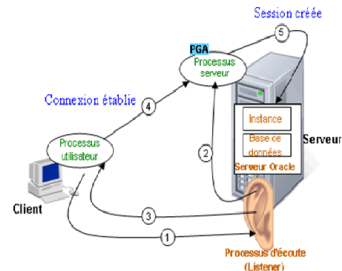 Session créée
5
PGA
Processus
serveur
Connexion établie
4
Instance
Processus
utilisateur
Base de
données
Serveur
2
Serveur Oracle
Client
3
1
Processus d'écoute
(Listener)